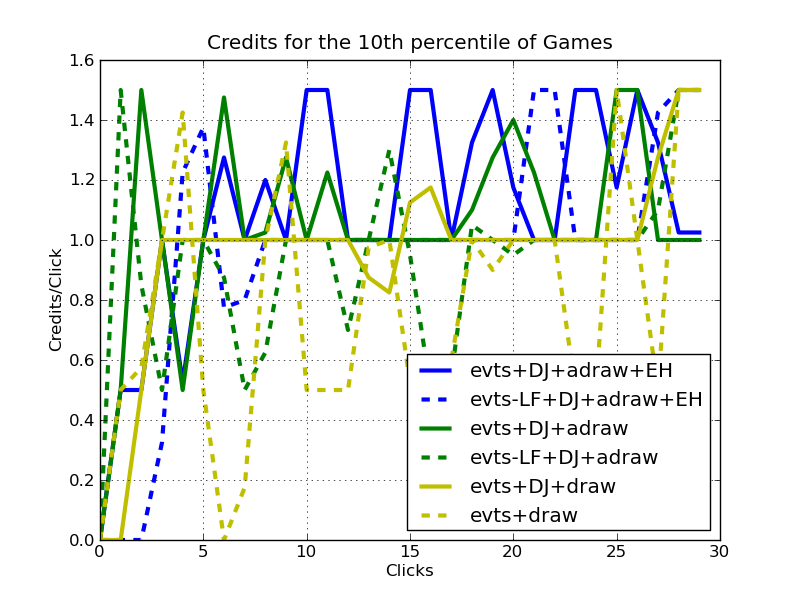 Credits for the 10th percentile of Games
1.6
1.4
1.2
1.0
0.8
0.6
0.4
0.2
0.0
Credits/Click
evts+DJ+adraw+EH
evts-LF+DJ+adraw+EH
evts+DJ+adraw
evts-LF+DJ+adraw
evts+DJ+draw
evts+draw
0 5 10 15 20 25 30
Clicks